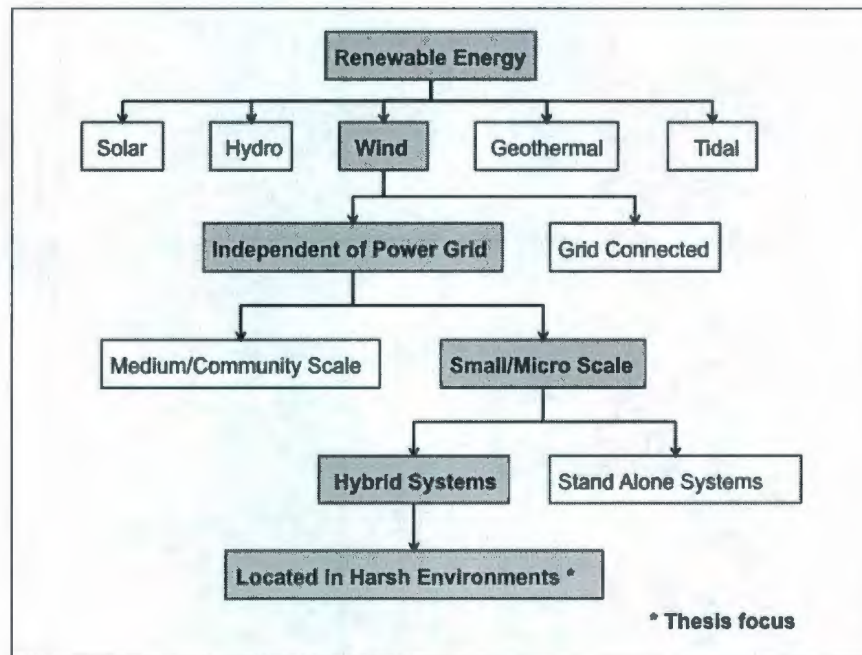 Renewable Energy
Solar
Hydro
Wind
Geothermal
Tidal
Independent of Power Grid
Grid Connected
Medium/Community Scale
Small/Micro Scale
Hybrid Systems
Stand Alone Systems
Located in Harsh Environments *
* Thesis focus